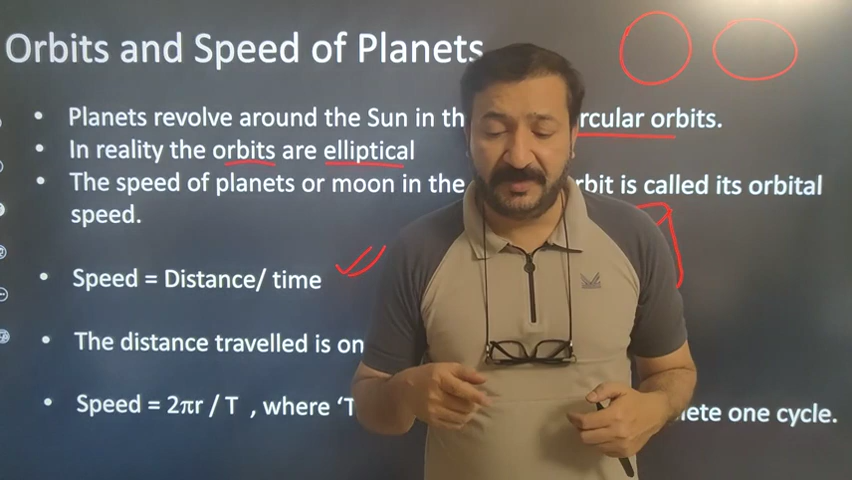 Orbits and Speed of Planets
• Planets revolve around the Sun in rcular orbits.
• In reality the orbits are elliptical
• The speed of planets or moon in the rbit is called its orbital
speed.
• Speed = Distance/ time
• The distance travelled is on
• Speed = 2πr / T , where ‘T lete one cycle.